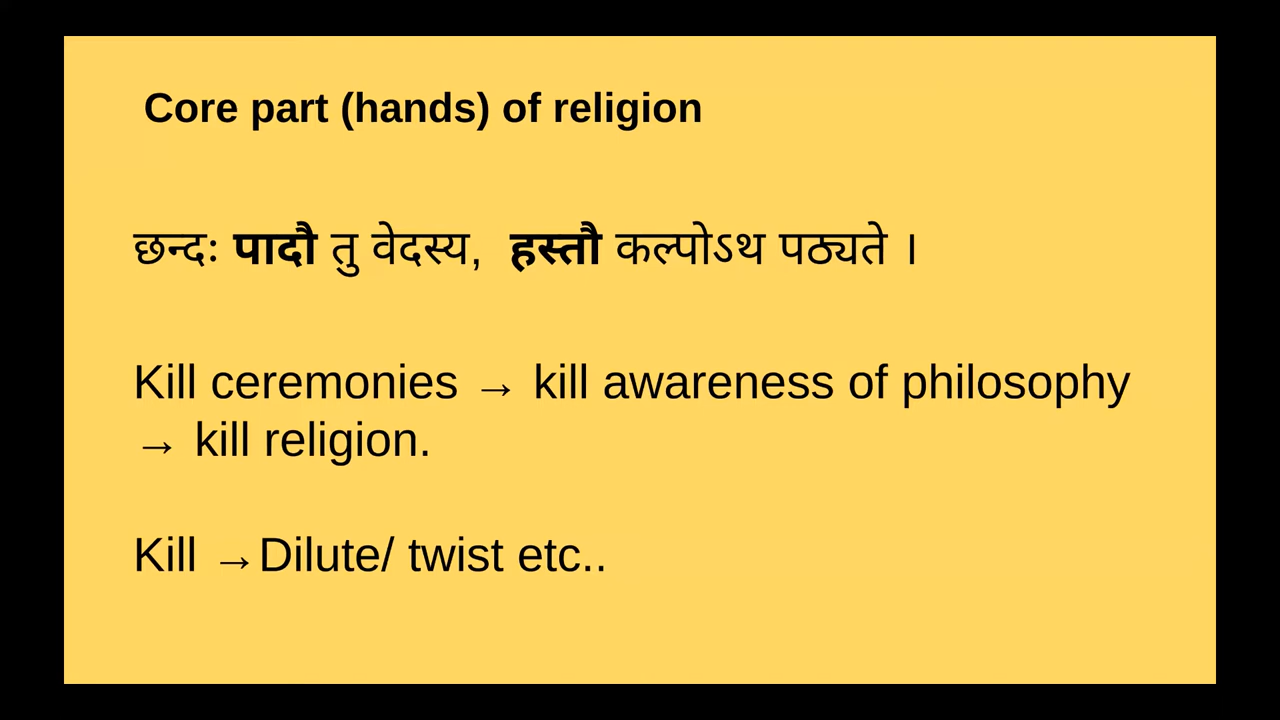 Core part (hands) of religion
छन्दः पादौ तु वेदस्य, हस्तौ कल्पोऽथ पठ्यते ।
Kill ceremonies → kill awareness of philosophy
→ kill religion.
Kill →Dilute/ twist etc..